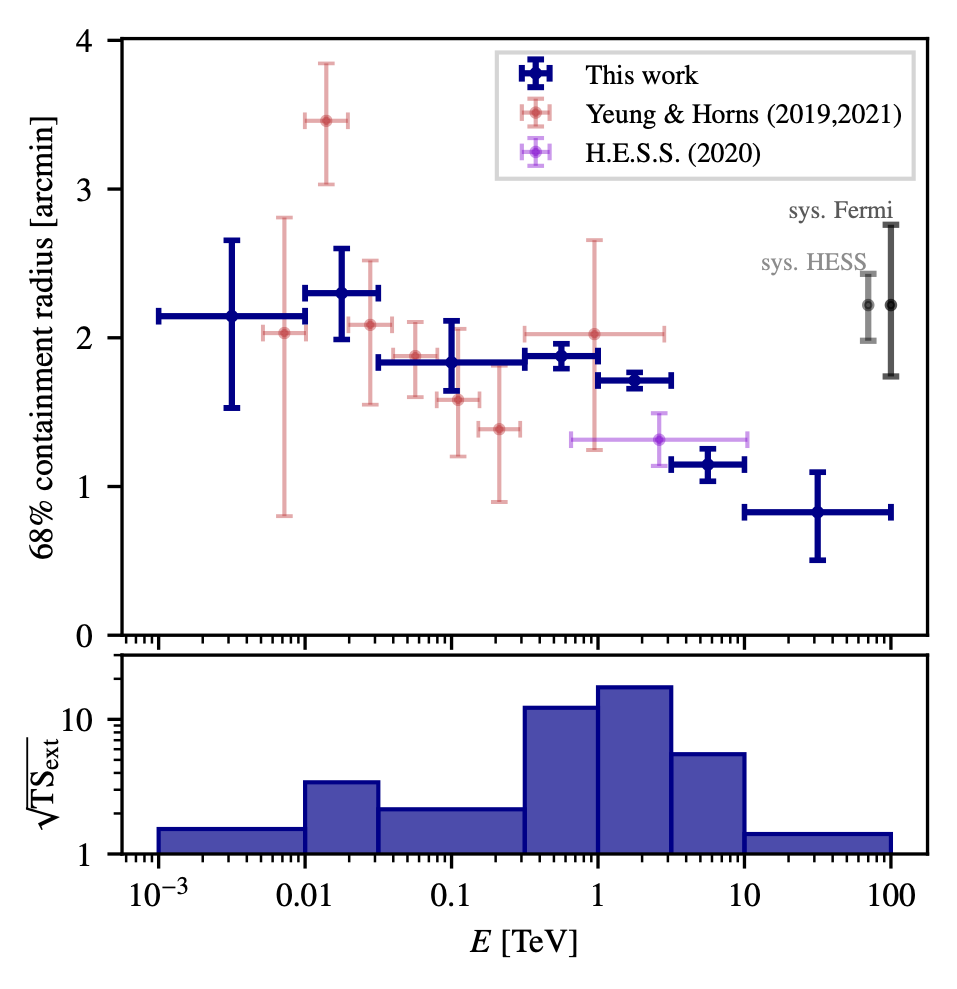 4
This work
Yeung & Horns (2019,2021)
H.E.S.S. (2020)
3
sys. Fermi
sys. HESS
2
1
0
68% containment radius [arcmin]
10
1
√TSext
10−3
0.01
0.1
1
10
100
E [TeV]